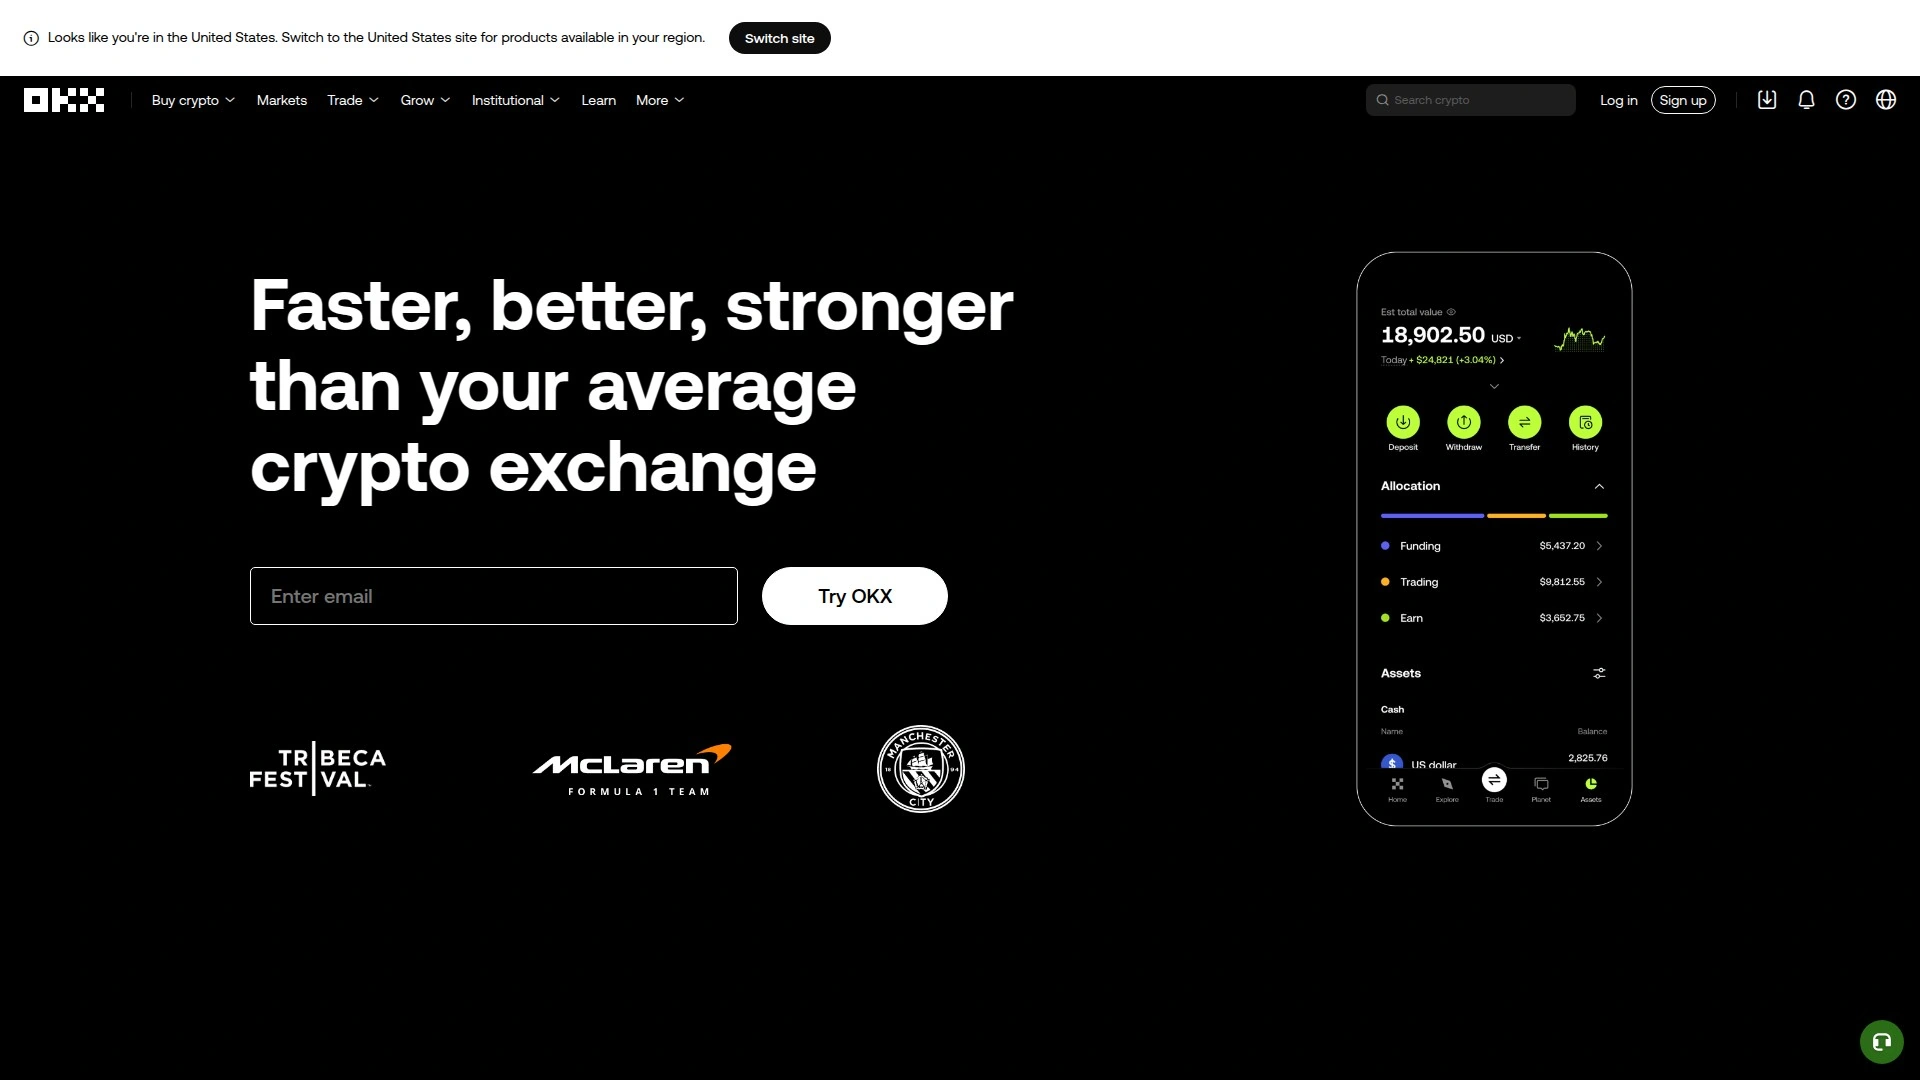 Looks like you're in the United States. Switch to the United States site for products available in your region.
Switch site
OKX
Buy crypto
Markets
Trade
Grow
Institutional
Learn
More
Search crypto
Log in
Sign up
Faster, better, stronger
than your average
crypto exchange
Enter email
Try OKX
TRIBECA
FESTIVAL
McLaren
FORMULA 1 TEAM
MANCHESTER
18 94
CITY
Est total value
18,902.50 USD
Today + $24,821 (+3.04%)
Deposit
Withdraw
Transfer
History
Allocation
Funding $5,437.20
Trading $9,812.55
Earn $3,652.75
Assets
Cash
Name Balance
$ US dollar 2,825.76
Home
Explore
Trade
Planet
Assets